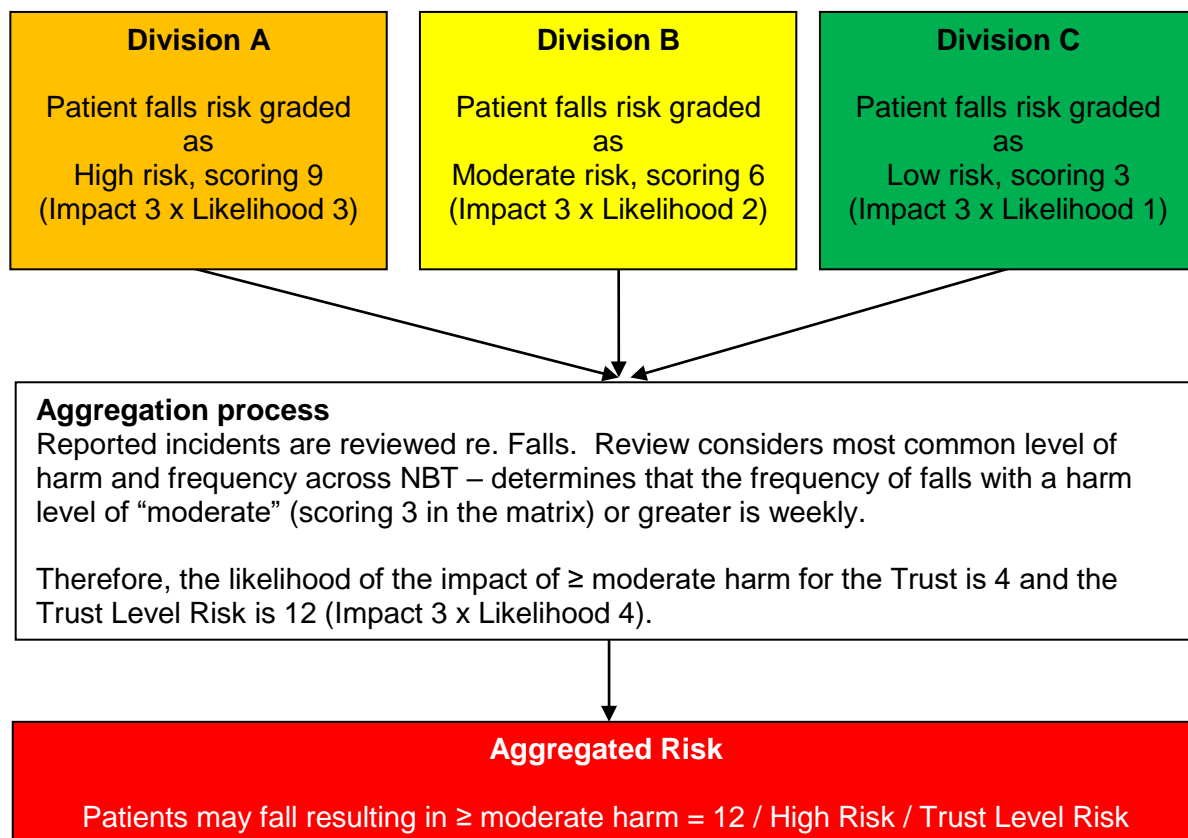 Division A
Patient falls risk graded
as
High risk, scoring 9
(Impact 3 x Likelihood 3)
Division B
Patient falls risk graded
as
Moderate risk, scoring 6
(Impact 3 x Likelihood 2)
Division C
Patient falls risk graded
as
Low risk, scoring 3
(Impact 3 x Likelihood 1)
Aggregation process
Reported incidents are reviewed re. Falls.  Review considers most common level of
harm and frequency across NBT – determines that the frequency of falls with a harm
level of “moderate” (scoring 3 in the matrix) or greater is weekly.
Therefore, the likelihood of the impact of ≥ moderate harm for the Trust is 4 and the
Trust Level Risk is 12 (Impact 3 x Likelihood 4).
Aggregated Risk
Patients may fall resulting in ≥ moderate harm = 12 / High Risk / Trust Level Risk